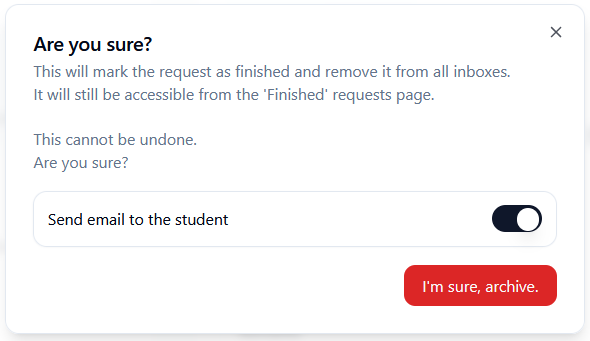 Are you sure?
This will mark the request as finished and remove it from all inboxes.
It will still be accessible from the 'Finished' requests page.
This cannot be undone.
Are you sure?
Send email to the student
I'm sure, archive.